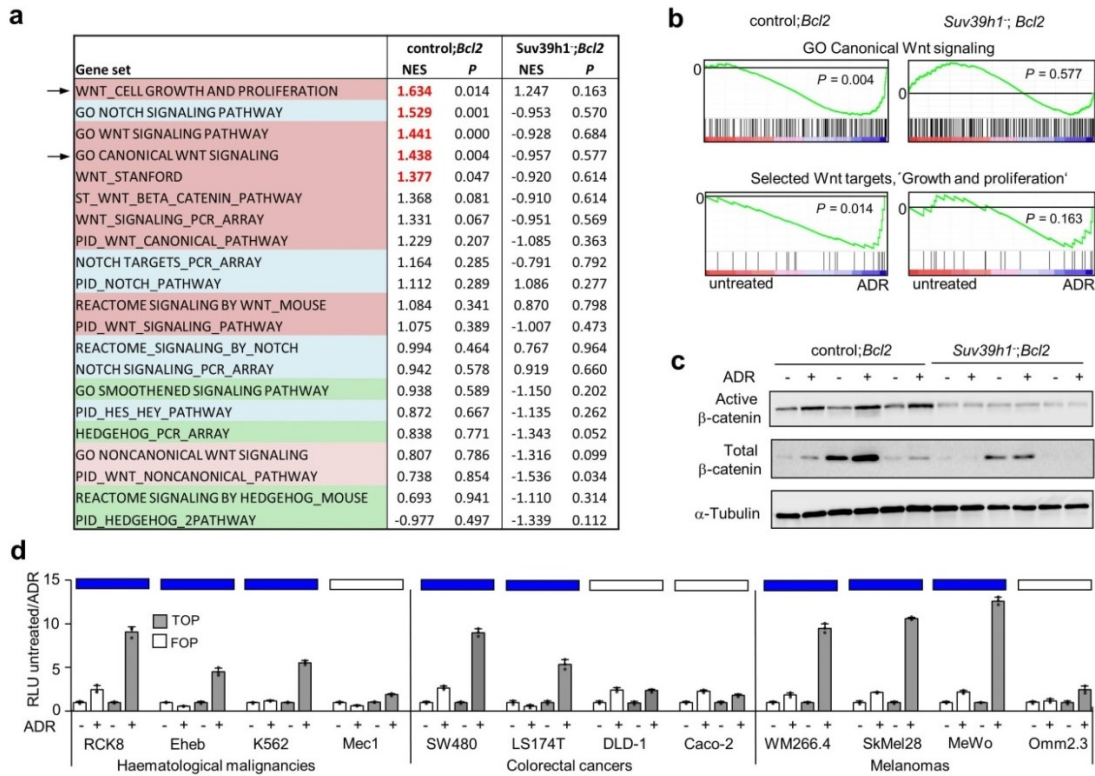 a
control;Bcl2 Suv39h1-;Bcl2
Gene set NES P NES P
WNT_CELL GROWTH AND PROLIFERATION 1.634 0.014 1.247 0.163
GO NOTCH SIGNALING PATHWAY 1.529 0.001 -0.953 0.570
GO WNT SIGNALING PATHWAY 1.441 0.000 -0.928 0.684
GO CANONICAL WNT SIGNALING 1.438 0.004 -0.957 0.577
WNT_STANFORD 1.377 0.047 -0.920 0.614
ST_WNT_BETA_CATENIN_PATHWAY 1.368 0.081 -0.910 0.614
WNT_SIGNALING_PCR_ARRAY 1.331 0.067 -0.951 0.569
PID_WNT_CANONICAL_PATHWAY 1.229 0.207 -1.085 0.363
NOTCH TARGETS_PCR_ARRAY 1.164 0.285 -0.791 0.792
PID_NOTCH_PATHWAY 1.112 0.289 1.086 0.277
REACTOME SIGNALING BY WNT_MOUSE 1.084 0.341 0.870 0.798
PID_WNT_SIGNALING_PATHWAY 1.075 0.389 -1.007 0.473
REACTOME_SIGNALING_BY_NOTCH 0.994 0.464 0.767 0.964
NOTCH SIGNALING_PCR_ARRAY 0.942 0.578 0.919 0.660
GO SMOOTHENED SIGNALING PATHWAY 0.938 0.589 -1.150 0.202
PID_HES_HEY_PATHWAY 0.872 0.667 -1.135 0.262
HEDGEHOG_PCR_ARRAY 0.838 0.771 -1.343 0.052
GO NONCANONICAL WNT SIGNALING 0.807 0.786 -1.316 0.099
PID_WNT_NONCANONICAL_PATHWAY 0.738 0.854 -1.536 0.034
REACTOME SIGNALING BY HEDGEHOG_MOUSE 0.693 0.941 -1.110 0.314
PID_HEDGEHOG_2PATHWAY -0.977 0.497 -1.339 0.112
b
control;Bcl2 Suv39h1-; Bcl2
GO Canonical Wnt signaling
0 P = 0.004 0 P = 0.577
Selected Wnt targets,'Growth and proliferation'
0 P = 0.014 0 P = 0.163
untreated ADR ADR
c
control;Bcl2 Suv39h1-;Bcl2
ADR - + - + - + - + - + - +
Active β-catenin
Total β-catenin
α-Tubulin
d
RLU untreated/ADR
15
10
5
0
TOP
FOP
ADR - + - + - + - + - + - + - + - + - + - + - + - + - + - + - + - + - + - + - + - + - + - + - + - +
RCK8 Eheb K562 Mec1 SW480 LS174T DLD-1 Caco-2 WM266.4 SkMel28 MeWo Omm2.3
Haematological malignancies Colorectal cancers Melanomas